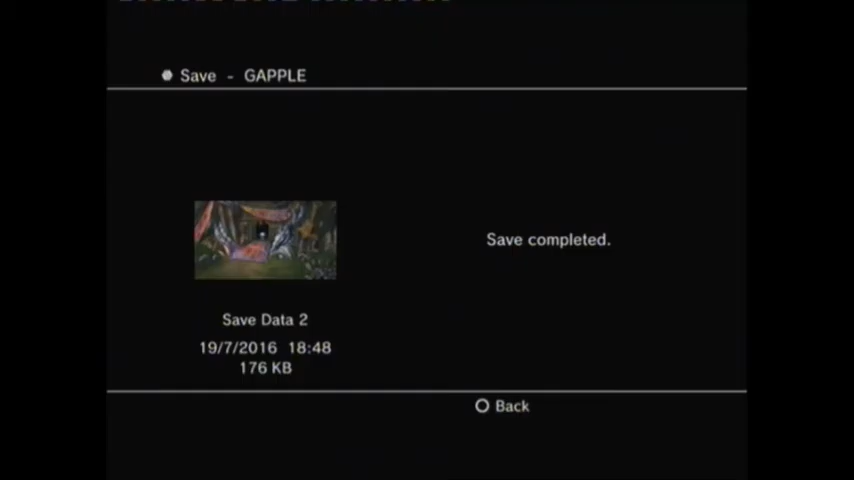 Save - GAPPLE
Save completed.
Save Data 2
19/7/2016 18:48
176 KB
Back